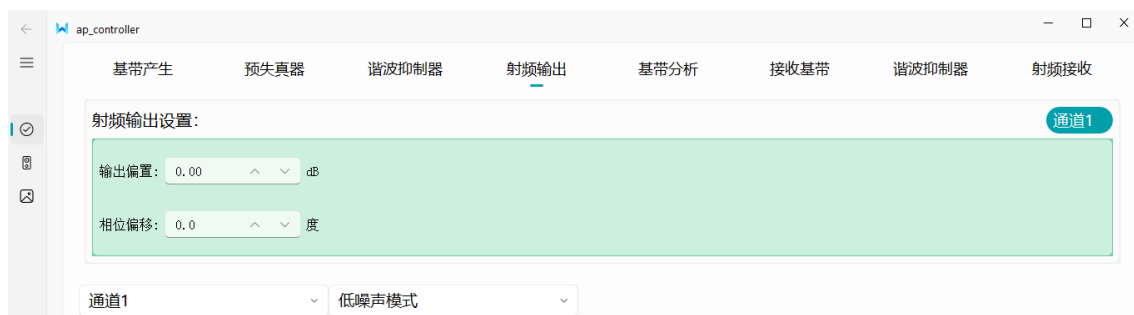 ap_controller
基带产生 预失真器 谐波抑制器 射频输出 基带分析 接收基带 谐波抑制器 射频接收
射频输出设置: 通道1
输出偏置: 0.00 dB
相位偏移: 0.0 度
通道1 低噪声模式